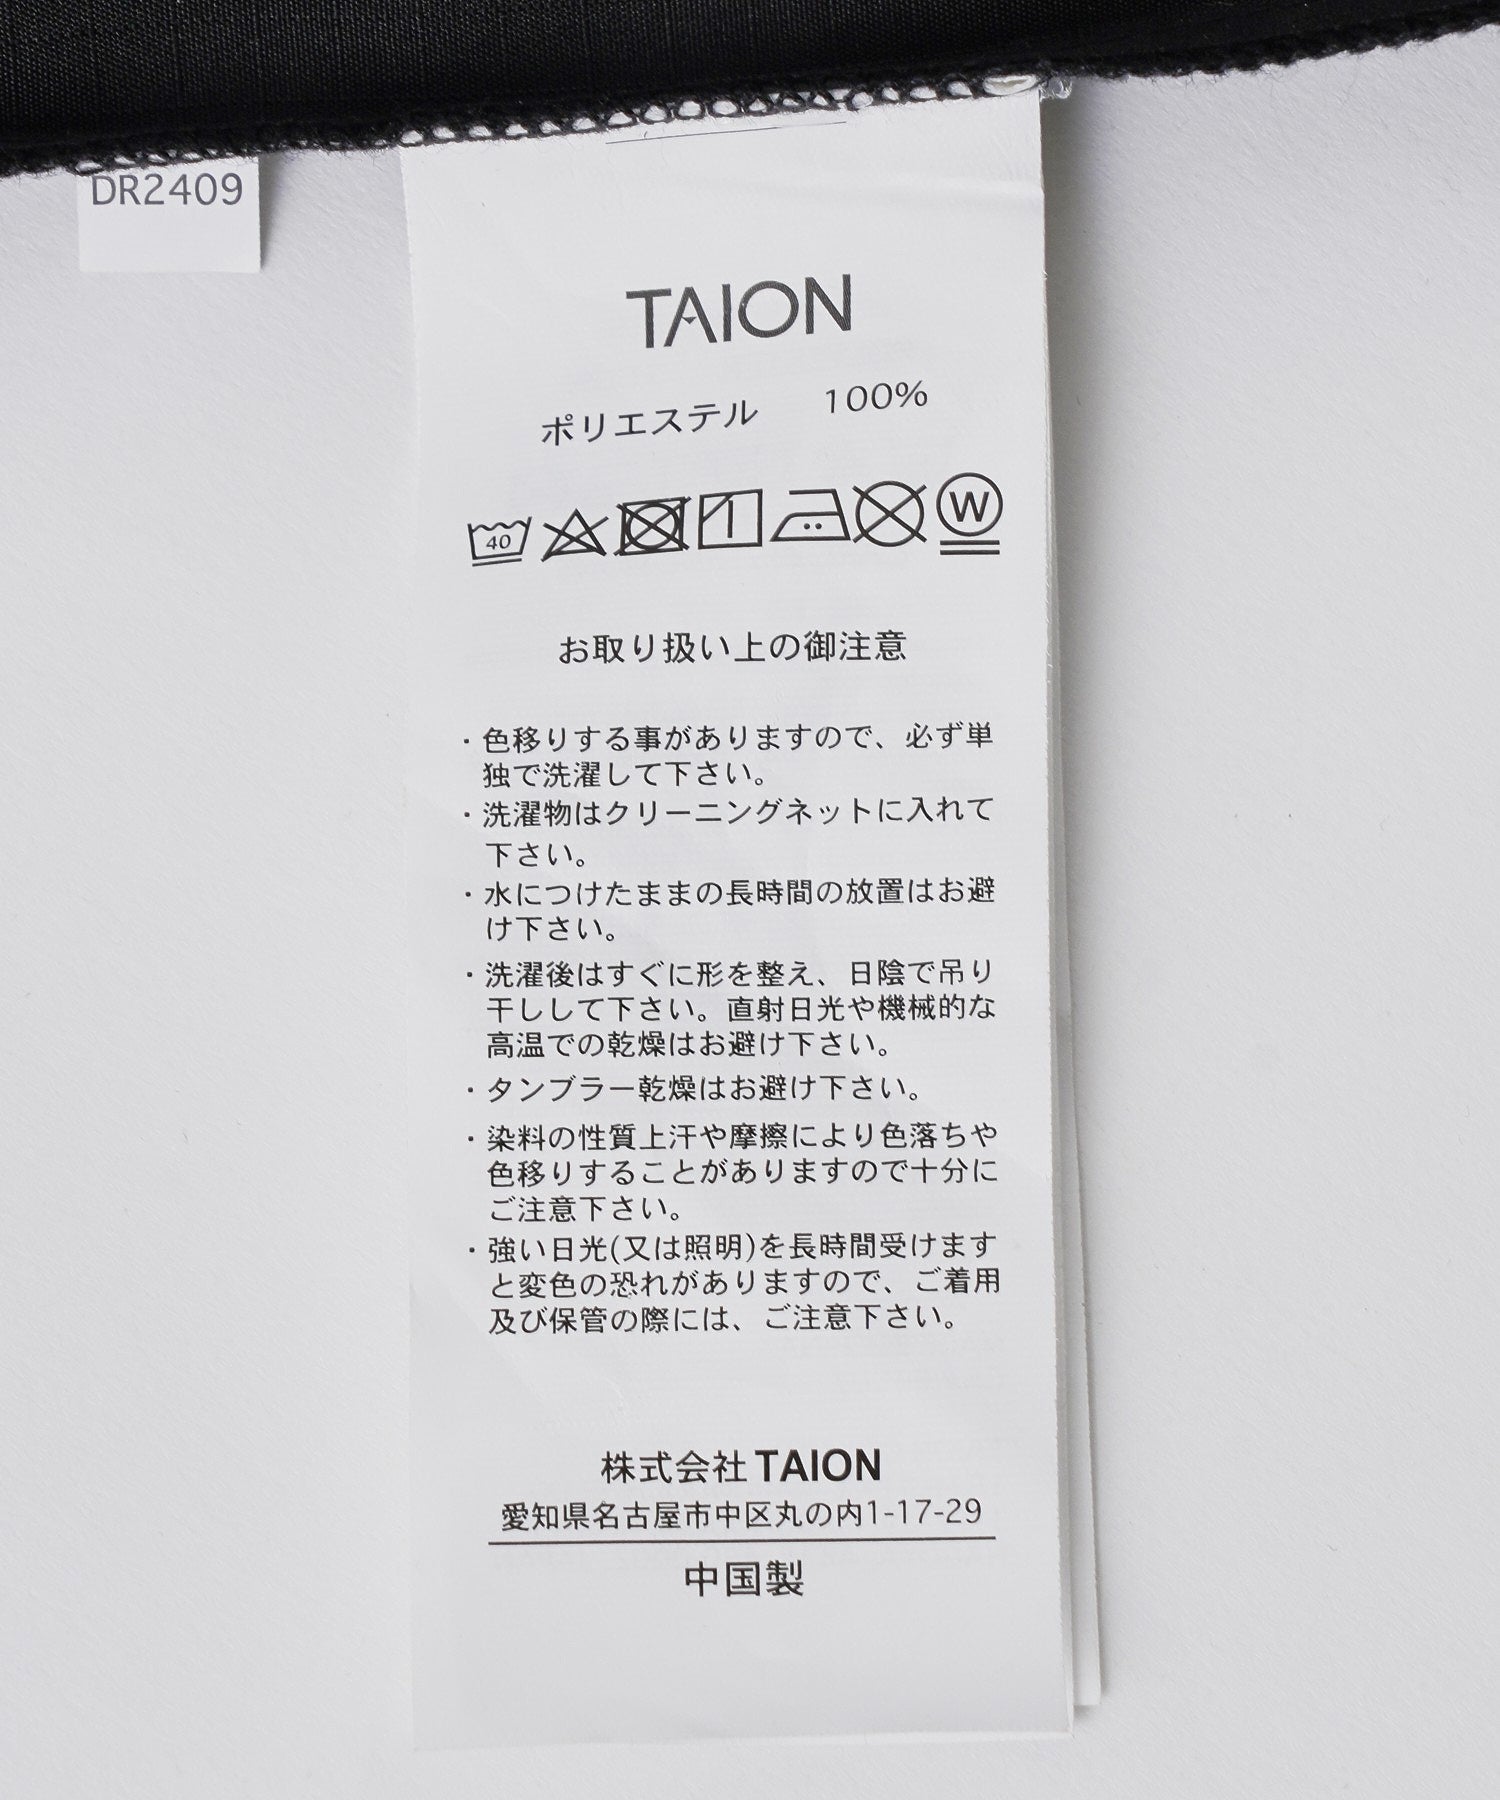 DR2409
TAION
ポリエステル 100%
40 W
お取り扱い上の御注意
・色移りする事がありますので、必ず単
独で洗濯して下さい。
・洗濯物はクリーニングネットに入れて
下さい。
・水につけたままの長時間の放置はお避
け下さい。
・洗濯後はすぐに形を整え、日陰で吊り
干しして下さい。直射日光や機械的な
高温での乾燥はお避け下さい。
・タンブラー乾燥はお避け下さい。
・染料の性質上汗や摩擦により色落ちや
色移りすることがありますので十分に
ご注意下さい。
・強い日光(又は照明)を長時間受けます
と変色の恐れがありますので、ご着用
及び保管の際には、ご注意下さい。
株式会社 TAION
愛知県名古屋市中区丸の内1-17-29
中国製